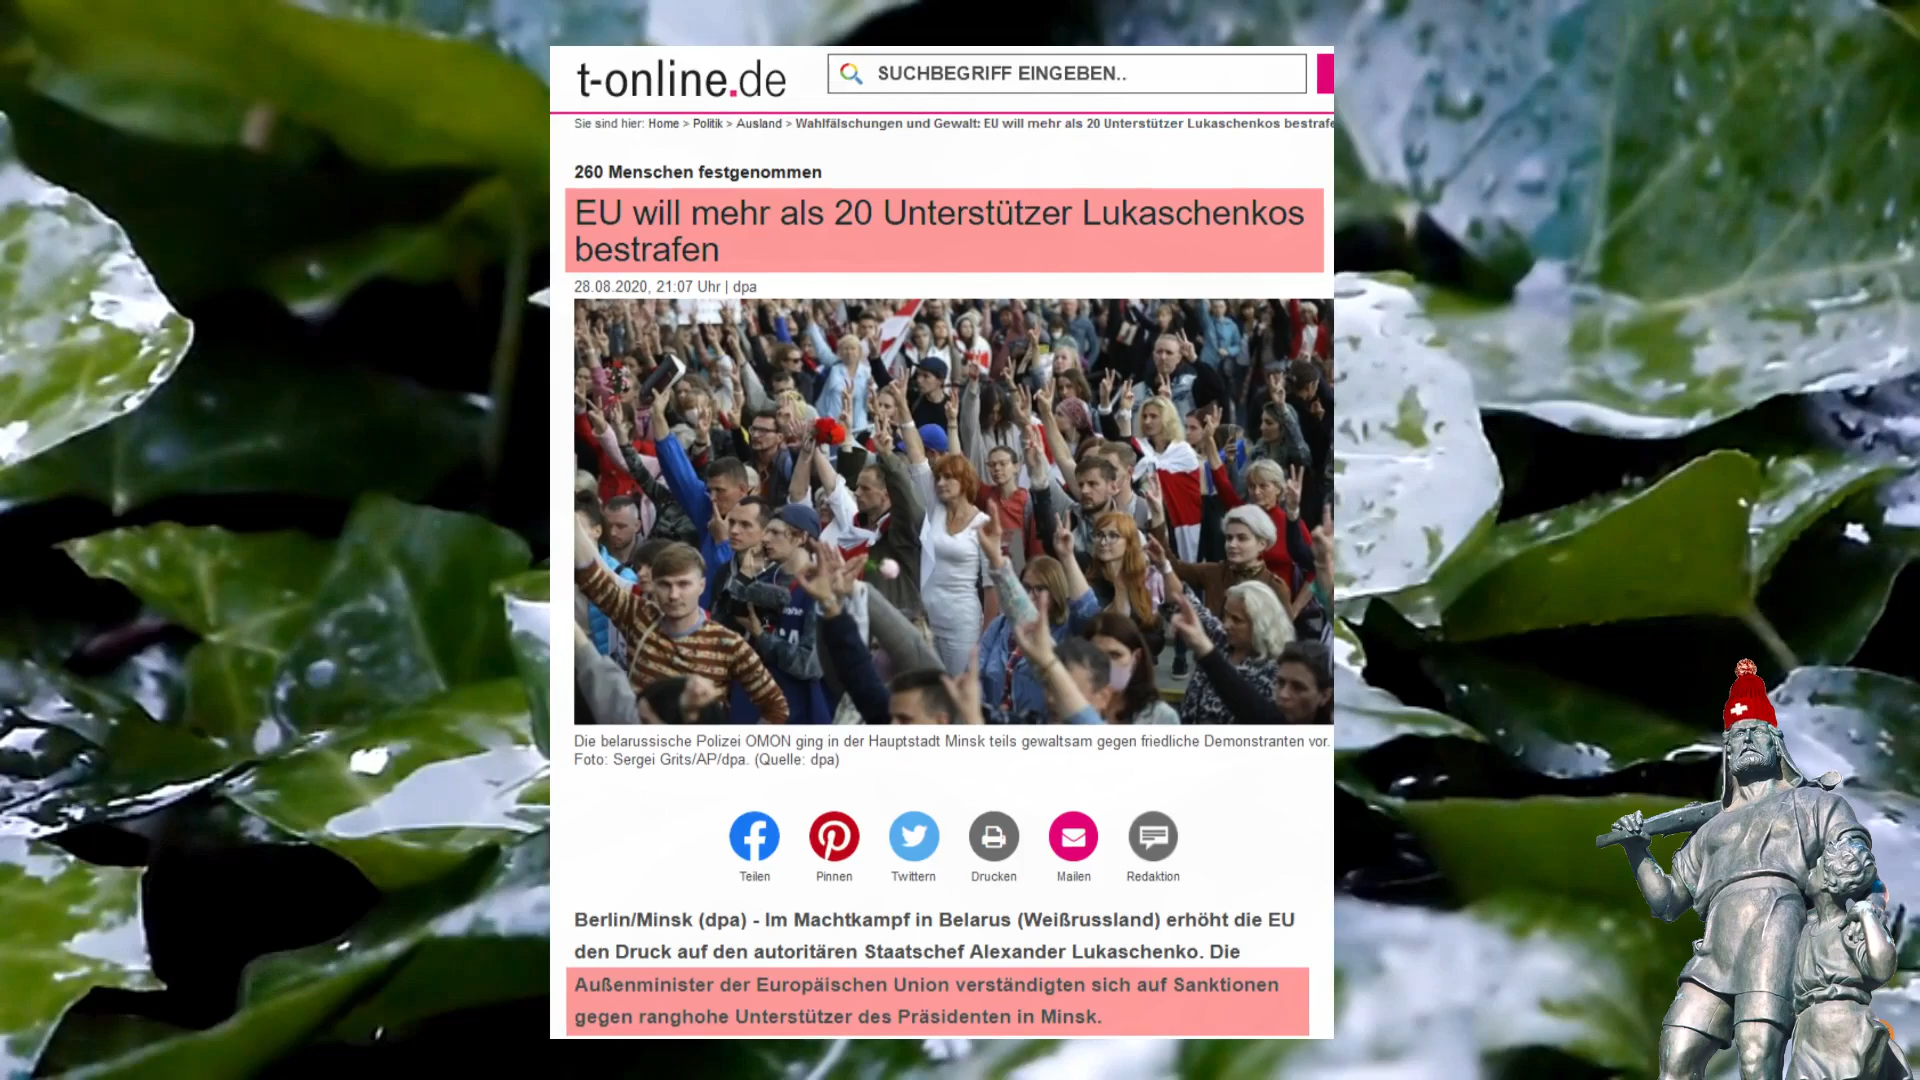 t-online.de
SUCHBEGRIFF EINGEBEN..
Sie sind hier: Home > Politik > Ausland > Wahlfälschungen und Gewalt: EU will mehr als 20 Unterstützer Lukaschenkos bestrafe
260 Menschen festgenommen
EU will mehr als 20 Unterstützer Lukaschenkos
bestrafen
28.08.2020, 21:07 Uhr | dpa
Die belarussische Polizei OMON ging in der Hauptstadt Minsk teils gewaltsam gegen friedliche Demonstranten vor.
Foto: Sergei Grits/AP/dpa. (Quelle: dpa)
Teilen Pinnen Twittern Drucken Mailen Redaktion
Berlin/Minsk (dpa) - Im Machtkampf in Belarus (Weißrussland) erhöht die EU
den Druck auf den autoritären Staatschef Alexander Lukaschenko. Die
Außenminister der Europäischen Union verständigten sich auf Sanktionen
gegen ranghohe Unterstützer des Präsidenten in Minsk.